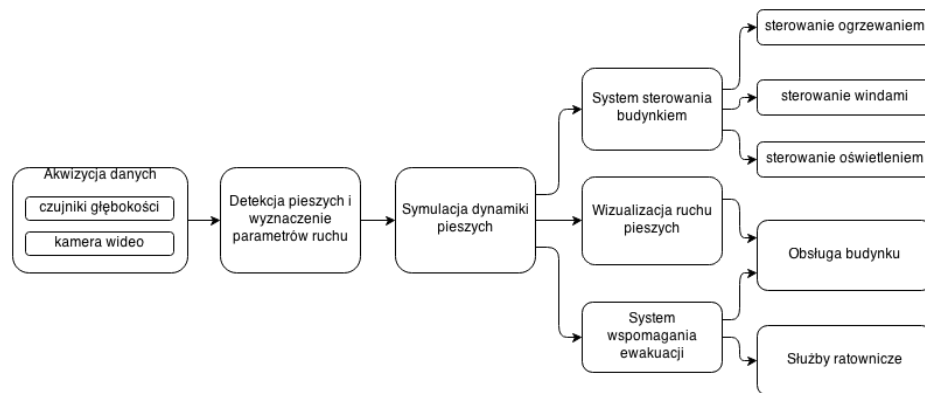 Akwizycja danych
czujniki głębokości
kamera wideo
Detekcja pieszych i
wyznaczenie
parametrów ruchu
Symulacja dynamiki
pieszych
System sterowania
budynkiem
sterowanie ogrzewaniem
sterowanie windami
sterowanie oświetleniem
Wizualizacja ruchu
pieszych
System
wspomagania
ewakuacji
Obsługa budynku
Służby ratownicze